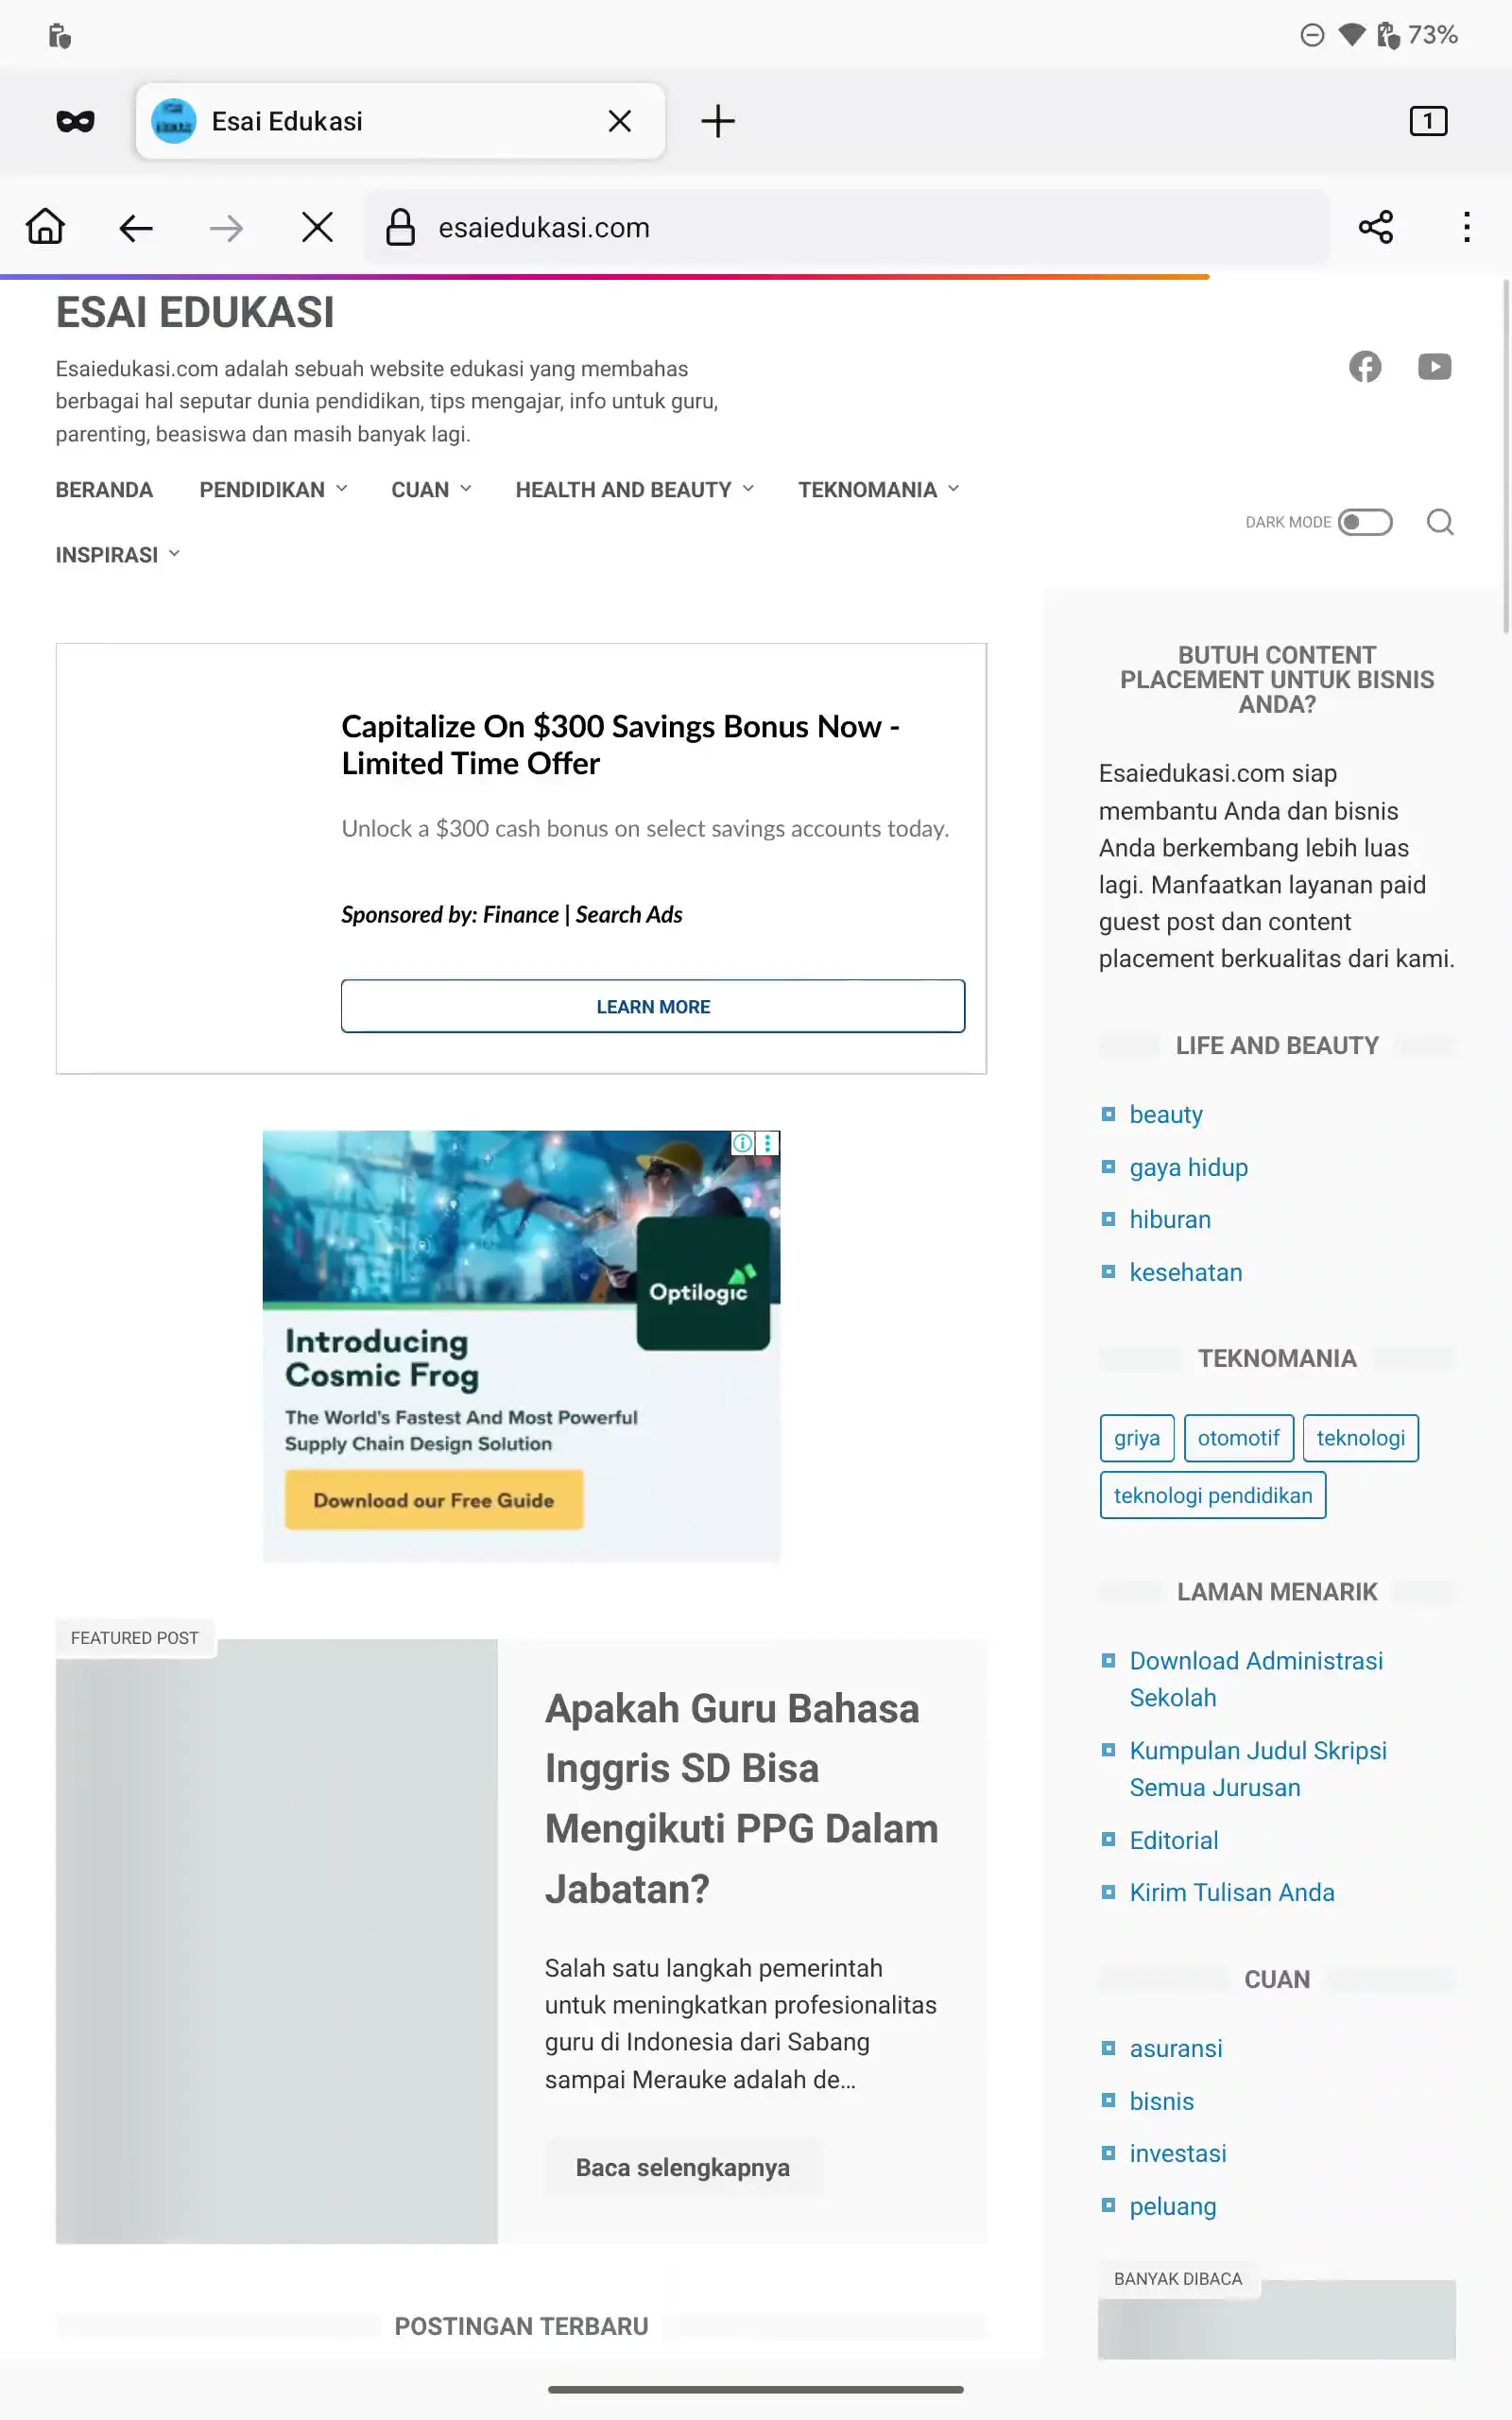 73%
Esai Edukasi
1
esaiedukasi.com
ESAI EDUKASI
Esaiedukasi.com adalah sebuah website edukasi yang membahas
berbagai hal seputar dunia pendidikan, tips mengajar, info untuk guru,
parenting, beasiswa dan masih banyak lagi.
BERANDA PENDIDIKAN CUAN HEALTH AND BEAUTY TEKNOMANIA
INSPIRASI
DARK MODE
Capitalize On $300 Savings Bonus Now -
Limited Time Offer
Unlock a $300 cash bonus on select savings accounts today.
Sponsored by: Finance | Search Ads
LEARN MORE
Optilogic
Introducing
Cosmic Frog
The World's Fastest And Most Powerful
Supply Chain Design Solution
Download our Free Guide
FEATURED POST
Apakah Guru Bahasa
Inggris SD Bisa
Mengikuti PPG Dalam
Jabatan?
Salah satu langkah pemerintah
untuk meningkatkan profesionalitas
guru di Indonesia dari Sabang
sampai Merauke adalah de...
Baca selengkapnya
POSTINGAN TERBARU
BUTUH CONTENT
PLACEMENT UNTUK BISNIS
ANDA?
Esaiedukasi.com siap
membantu Anda dan bisnis
Anda berkembang lebih luas
lagi. Manfaatkan layanan paid
guest post dan content
placement berkualitas dari kami.
LIFE AND BEAUTY
beauty
gaya hidup
hiburan
kesehatan
TEKNOMANIA
griya otomotif teknologi
teknologi pendidikan
LAMAN MENARIK
Download Administrasi
Sekolah
Kumpulan Judul Skripsi
Semua Jurusan
Editorial
Kirim Tulisan Anda
CUAN
asuransi
bisnis
investasi
peluang
BANYAK DIBACA